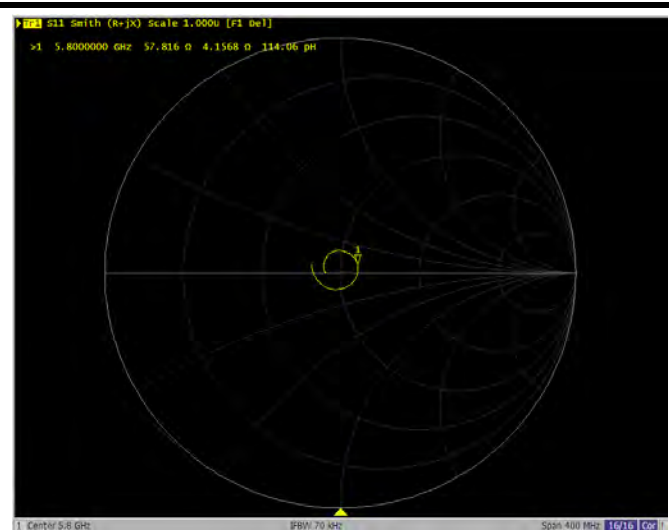 Tr1 S11 Smith (R+jX) Scale 1.000U [F1 Del]
>1 5.8000000 GHz 57.816 Ω 4.1568 Ω 114.06 pH
1
1 Center 5.8 GHz IFBW 70 kHz Span 400 MHz 16/16 Cor !